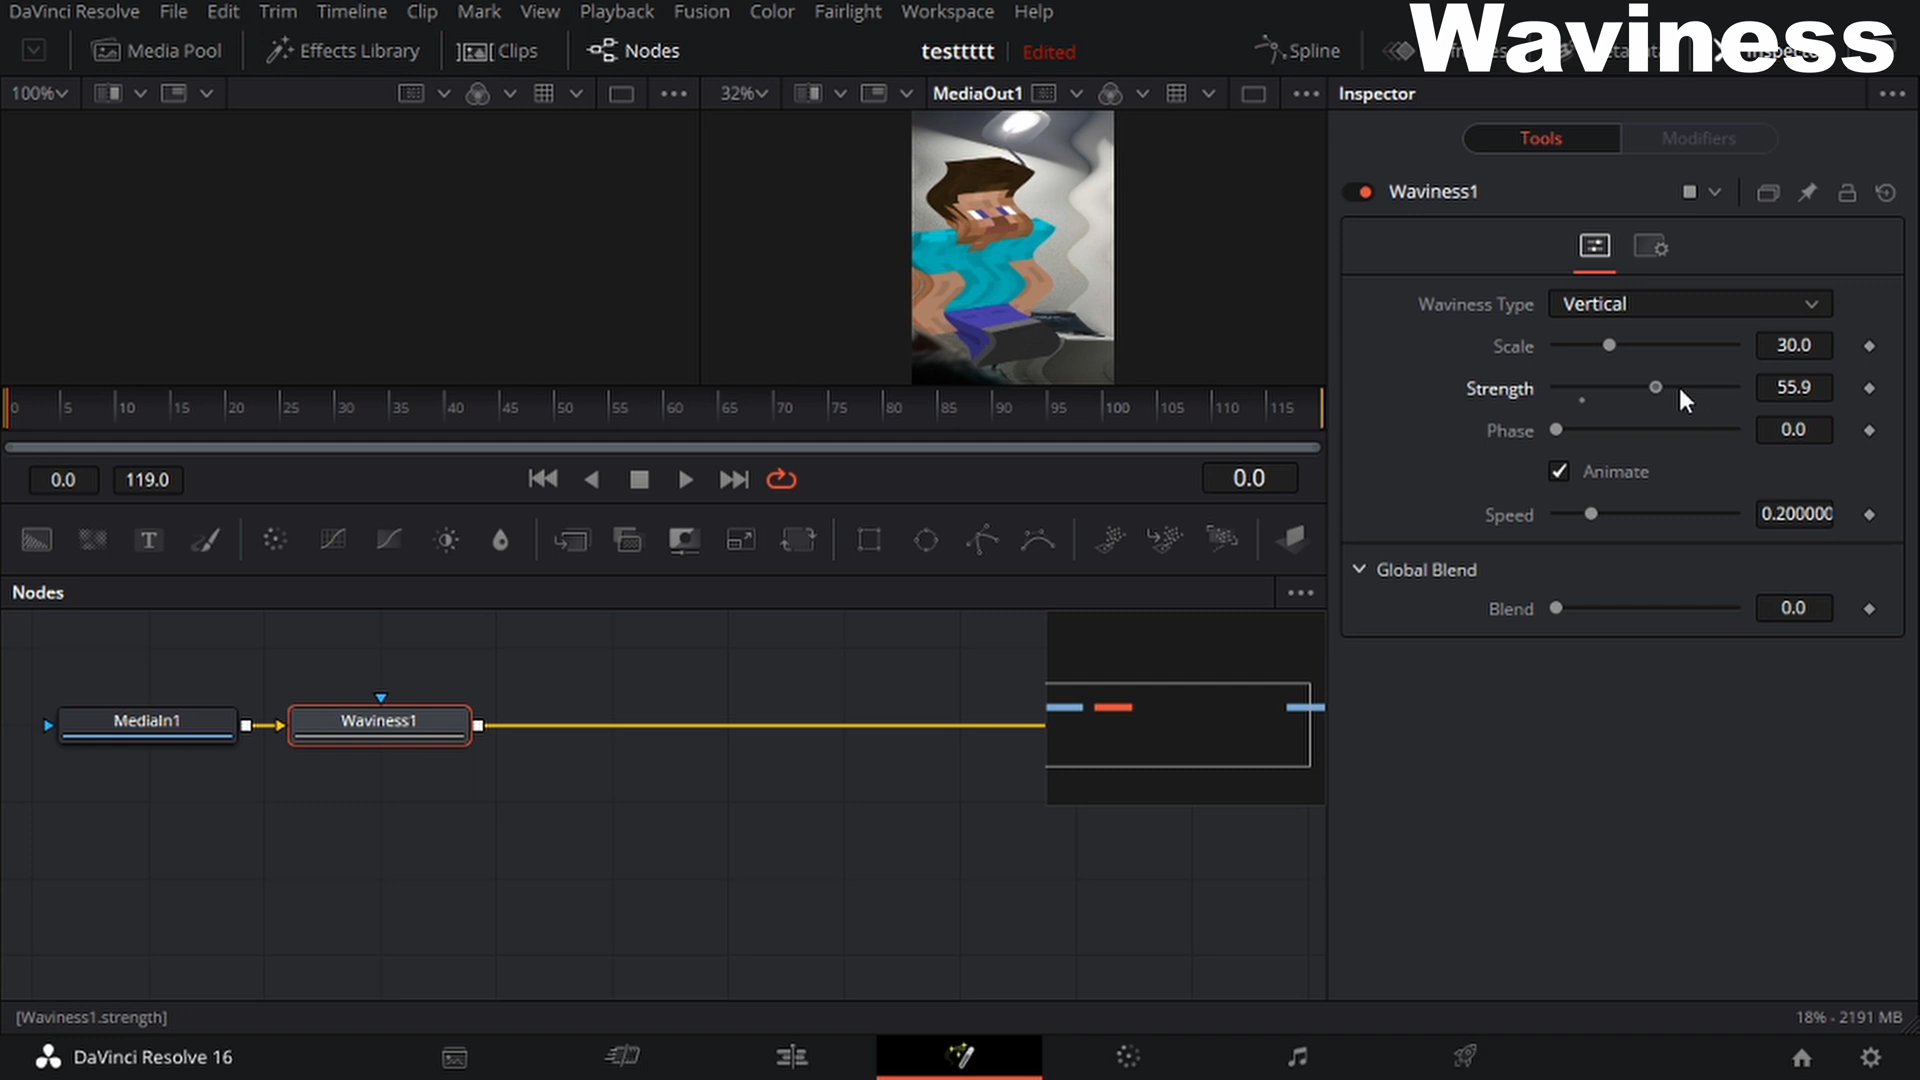 DaVinci Resolve File Edit Trim Timeline Clip Mark View Playback Fusion Color Fairlight Workspace Help
Waviness
Media Pool Effects Library Clips Nodes testtttt Edited Spline
100% 32% MediaOut1 Inspector
Tools Modifiers
Waviness1
Waviness Type Vertical
Scale 30.0
Strength 55.9
Phase 0.0
Animate
Speed 0.200000
Global Blend
Blend 0.0
0 5 10 15 20 25 30 35 40 45 50 55 60 65 70 75 80 85 90 95 100 105 110 115
0.0 119.0 0.0
T
Nodes
MediaIn1 Waviness1
[Waviness1.strength] 18% - 2191 MB
DaVinci Resolve 16